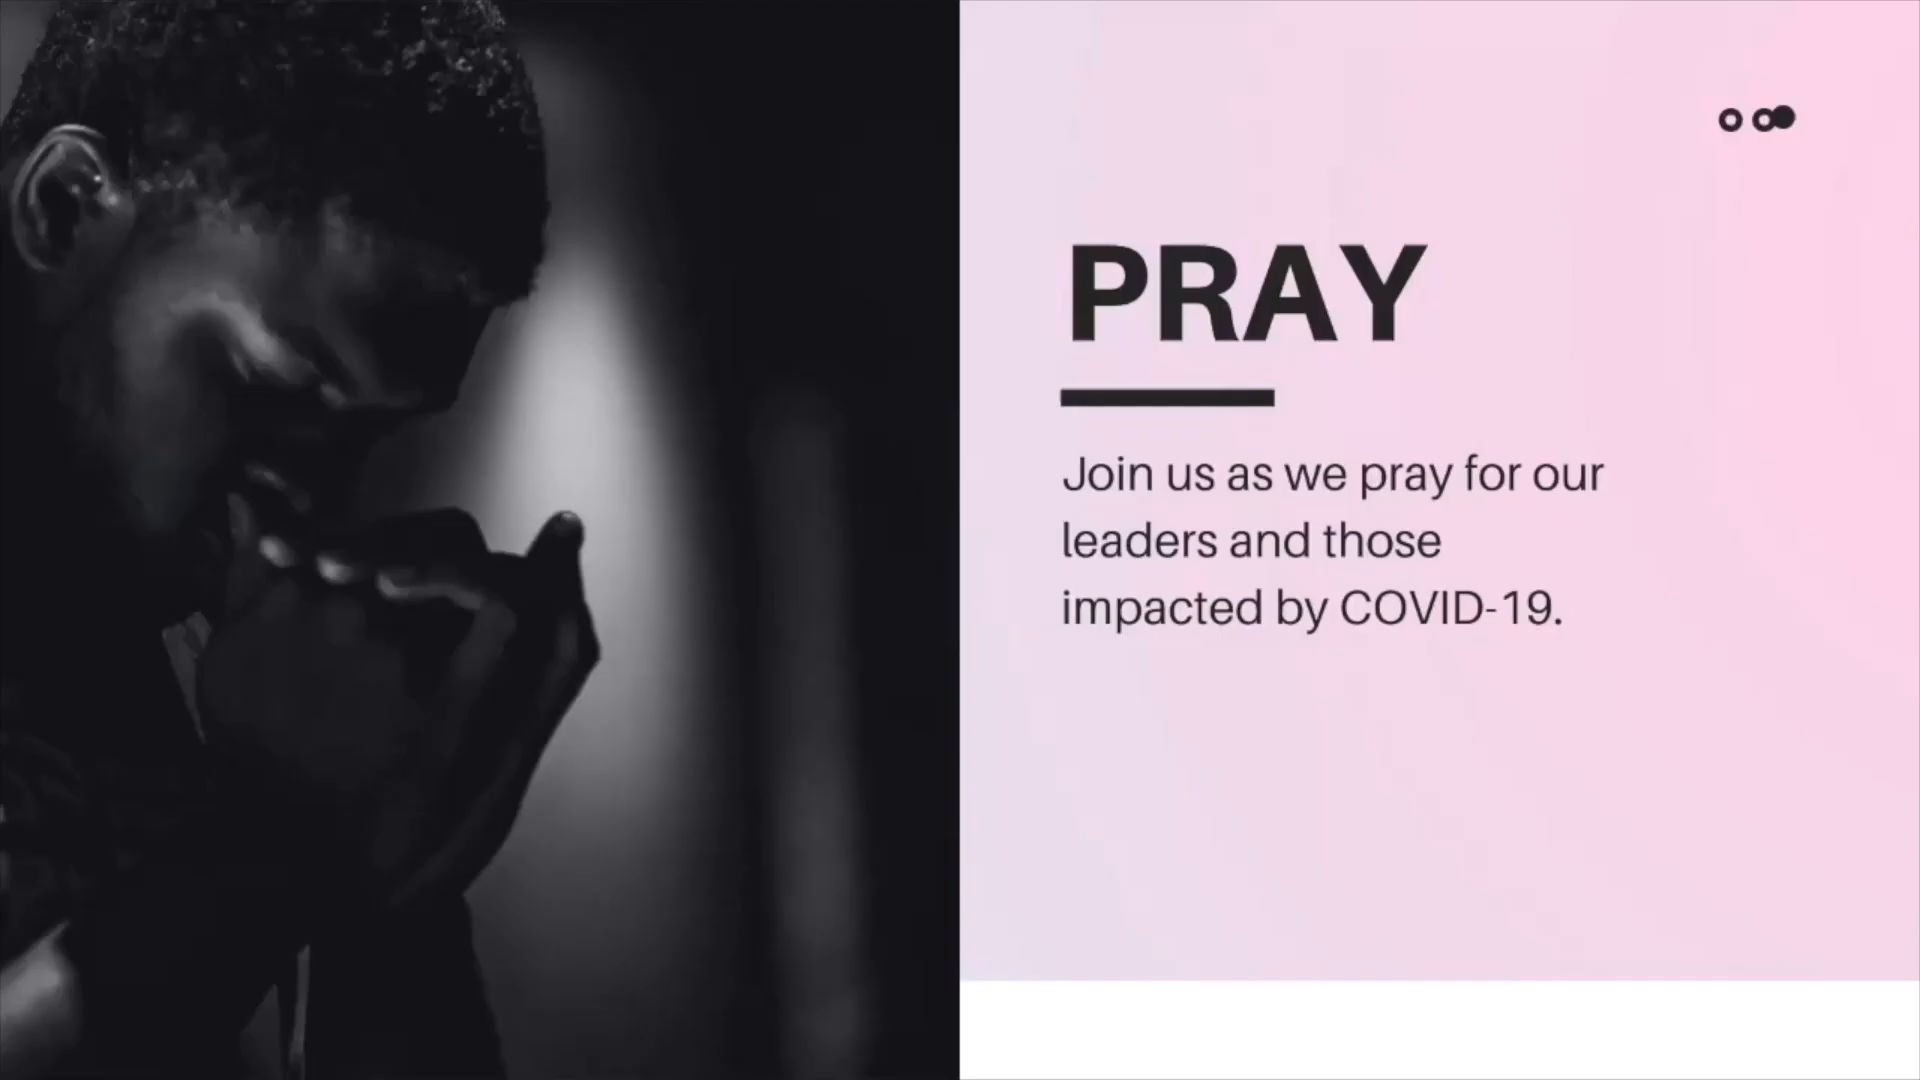 PRAY
Join us as we pray for our
leaders and those
impacted by COVID-19.